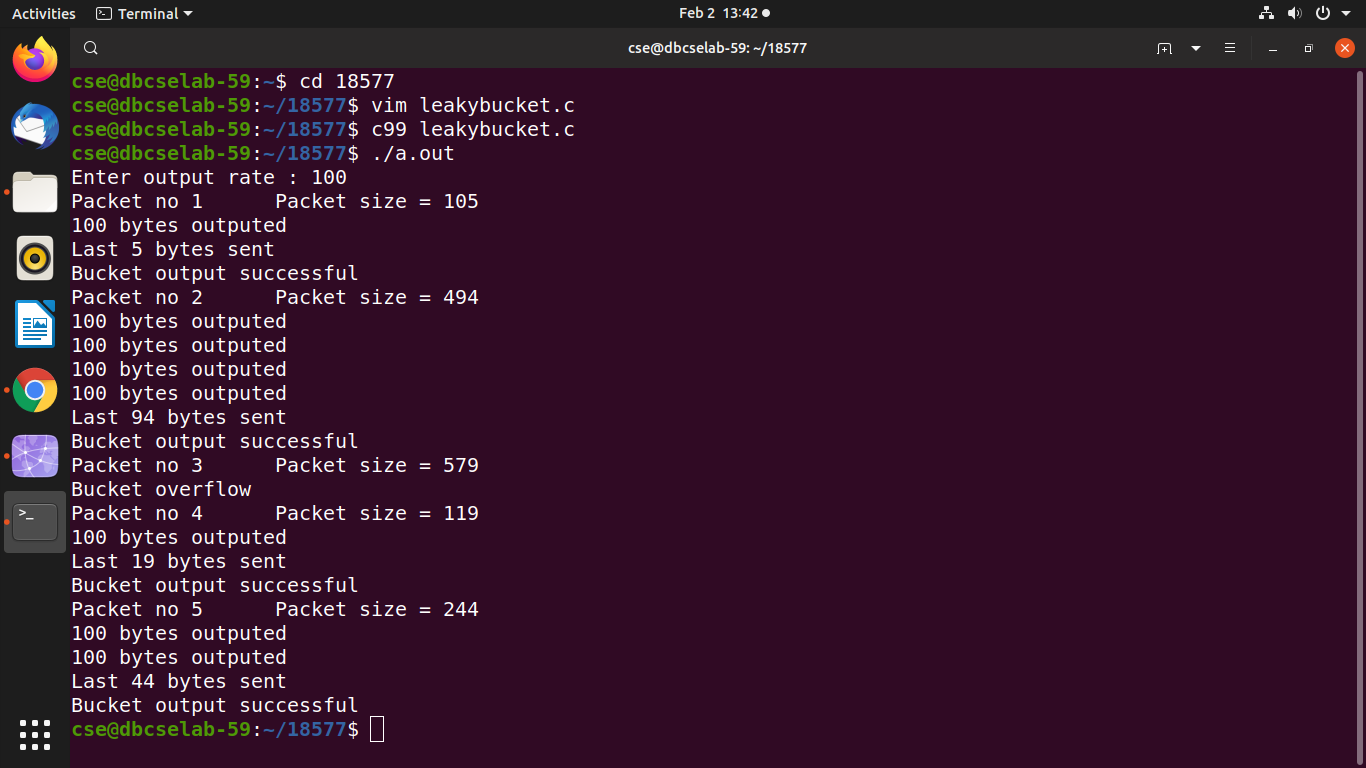 Activities Terminal Feb 2 13:42
cse@dbcselab-59: ~/18577
cse@dbcselab-59:~$ cd 18577
cse@dbcselab-59:~/18577$ vim leakybucket.c
cse@dbcselab-59:~/18577$ c99 leakybucket.c
cse@dbcselab-59:~/18577$ ./a.out
Enter output rate : 100
Packet no 1      Packet size = 105
100 bytes outputed
Last 5 bytes sent
Bucket output successful
Packet no 2      Packet size = 494
100 bytes outputed
100 bytes outputed
100 bytes outputed
100 bytes outputed
Last 94 bytes sent
Bucket output successful
Packet no 3      Packet size = 579
Bucket overflow
Packet no 4      Packet size = 119
100 bytes outputed
Last 19 bytes sent
Bucket output successful
Packet no 5      Packet size = 244
100 bytes outputed
100 bytes outputed
Last 44 bytes sent
Bucket output successful
cse@dbcselab-59:~/18577$